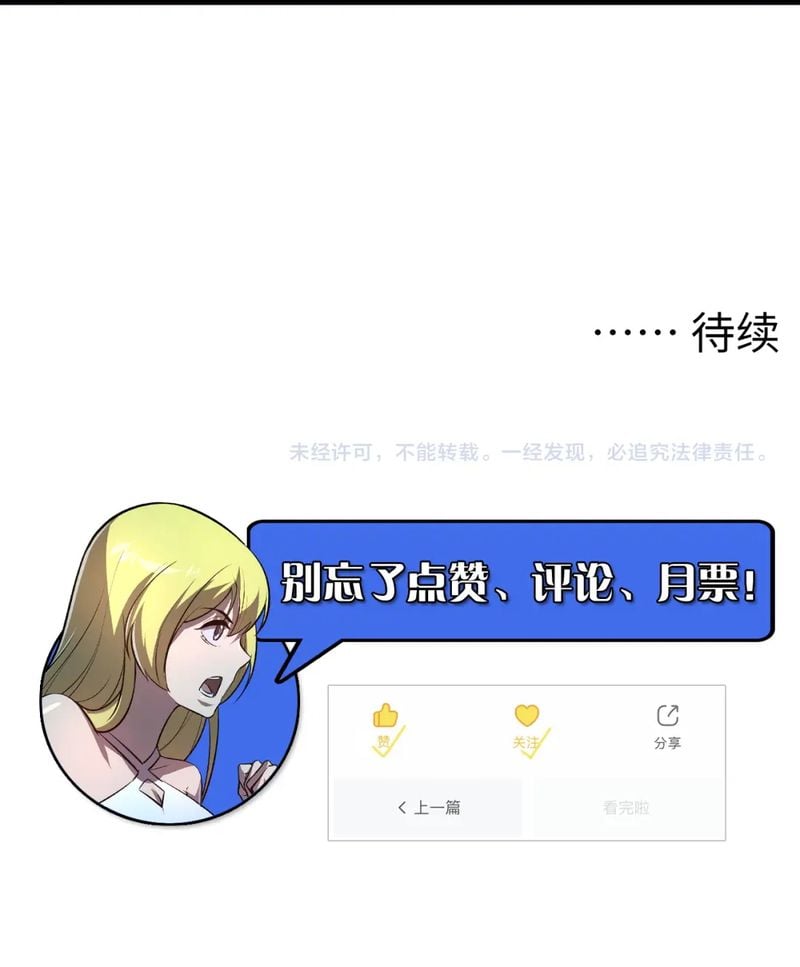 …… 待续
未经许可，不能转载。一经发现，必追究法律责任。
别忘了点赞、评论、月票!
赞 关注 分享
< 上一篇 看完啦